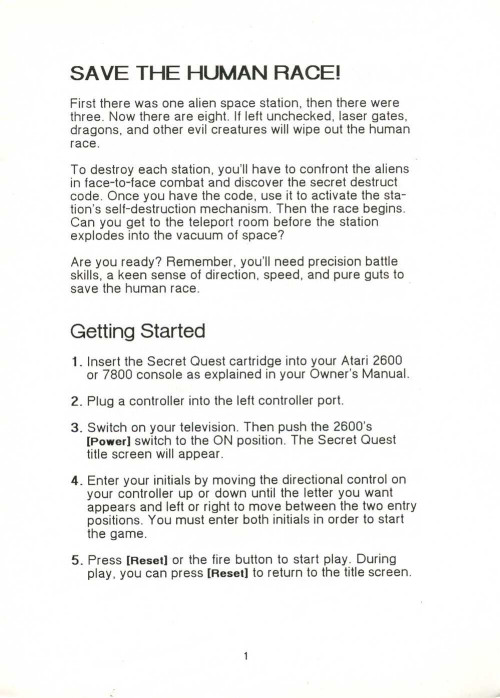 SAVE THE HUMAN RACE!
First there was one alien space station, then there were
three. Now there are eight. If left unchecked, laser gates,
dragons, and other evil creatures will wipe out the human
race.
To destroy each station, you'll have to confront the aliens
in face-to-face combat and discover the secret destruct
code. Once you have the code, use it to activate the sta-
tion's self-destruction mechanism. Then the race begins.
Can you get to the teleport room before the station
explodes into the vacuum of space?
Are you ready? Remember, you'll need precision battle
skills, a keen sense of direction, speed, and pure guts to
save the human race.
Getting Started
1. Insert the Secret Quest cartridge into your Atari 2600
or 7800 console as explained in your Owner's Manual.
2. Plug a controller into the left controller port.
3. Switch on your television. Then push the 2600's
[Power] switch to the ON position. The Secret Quest
title screen will appear.
4. Enter your initials by moving the directional control on
your controller up or down until the letter you want
appears and left or right to move between the two entry
positions. You must enter both initials in order to start
the game.
5. Press [Reset] or the fire button to start play. During
play, you can press [Reset] to return to the title screen.
1